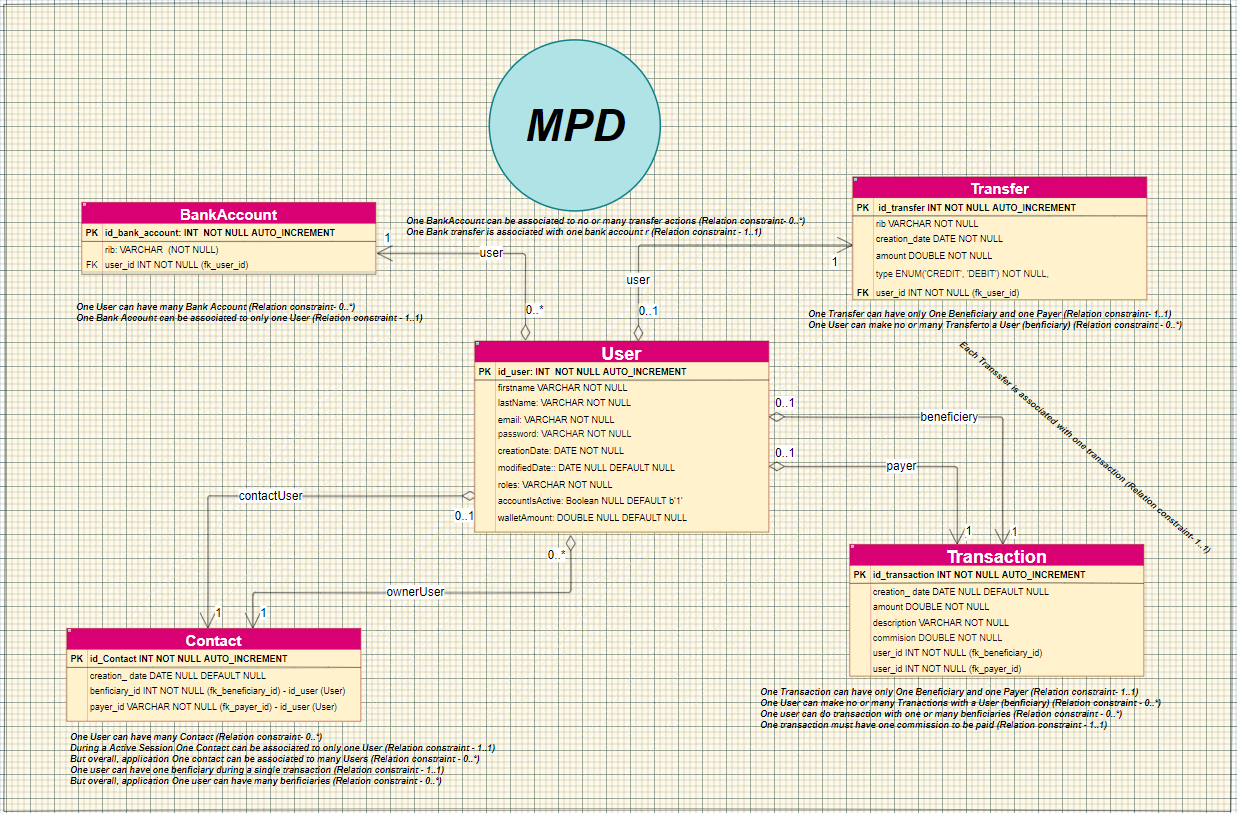 MPD
BankAccount
PK id_bank_account: INT NOT NULL AUTO_INCREMENT
rib: VARCHAR (NOT NULL)
FK user_id INT NOT NULL (fk_user_id)
One User can have many Bank Account (Relation constraint- 0..*)
One Bank Account can be associated to only one User (Relation constraint - 1..1)
One BankAccount can be associated to no or many transfer actions (Relation constraint- 0..*)
One Bank transfer is associated with one bank account r (Relation constraint - 1..1)
1
user
0..*
user
0..1
1
Transfer
PK id_transfer INT NOT NULL AUTO_INCREMENT
rib VARCHAR NOT NULL
creation_date DATE NOT NULL
amount DOUBLE NOT NULL
type ENUM('CREDIT', 'DEBIT') NOT NULL,
FK user_id INT NOT NULL (fk_user_id)
One Transfer can have only One Beneficiary and one Payer (Relation constraint- 1..1)
One User can make no or many Transferto a User (benficiary) (Relation constraint - 0..*)
Each Transsfer is associated with one transaction (Relation constraint- 1..1)
User
PK id_user: INT NOT NULL AUTO_INCREMENT
firstname VARCHAR NOT NULL
lastName: VARCHAR NOT NULL
email: VARCHAR NOT NULL
password: VARCHAR NOT NULL
creationDate: DATE NOT NULL
modifiedDate:: DATE NULL DEFAULT NULL
roles: VARCHAR NOT NULL
accountIsActive: Boolean NULL DEFAULT b'1'
walletAmount: DOUBLE NULL DEFAULT NULL
0..1
beneficiery
0..1
payer
1
1
contactUser
0..1
0..*
ownerUser
1
1
Transaction
PK id_transaction INT NOT NULL AUTO_INCREMENT
creation_ date DATE NULL DEFAULT NULL
amount DOUBLE NOT NULL
description VARCHAR NOT NULL
commision DOUBLE NOT NULL
user_id INT NOT NULL (fk_beneficiary_id)
user_id INT NOT NULL (fk_payer_id)
One Transaction can have only One Beneficiary and one Payer (Relation constraint- 1..1)
One User can make no or many Tranactions with a User (benficiary) (Relation constraint - 0..*)
One user can do transaction with one or many benficiaries (Relation constraint - 0..*)
One transaction must have one commission to be paid (Relation constraint - 1..1)
Contact
PK id_Contact INT NOT NULL AUTO_INCREMENT
creation_ date DATE NULL DEFAULT NULL
benficiary_id INT NOT NULL (fk_beneficiary_id) - id_user (User)
payer_id VARCHAR NOT NULL (fk_payer_id) - id_user (User)
One User can have many Contact (Relation constraint- 0..*)
During a Active Session One Contact can be associated to only one User (Relation constraint - 1..1)
But overall, application One contact can be associated to many Users (Relation constraint - 0..*)
One user can have one benficiary during a single transaction (Relation constraint - 1..1)
But overall, application One user can have many benficiaries (Relation constraint - 0..*)